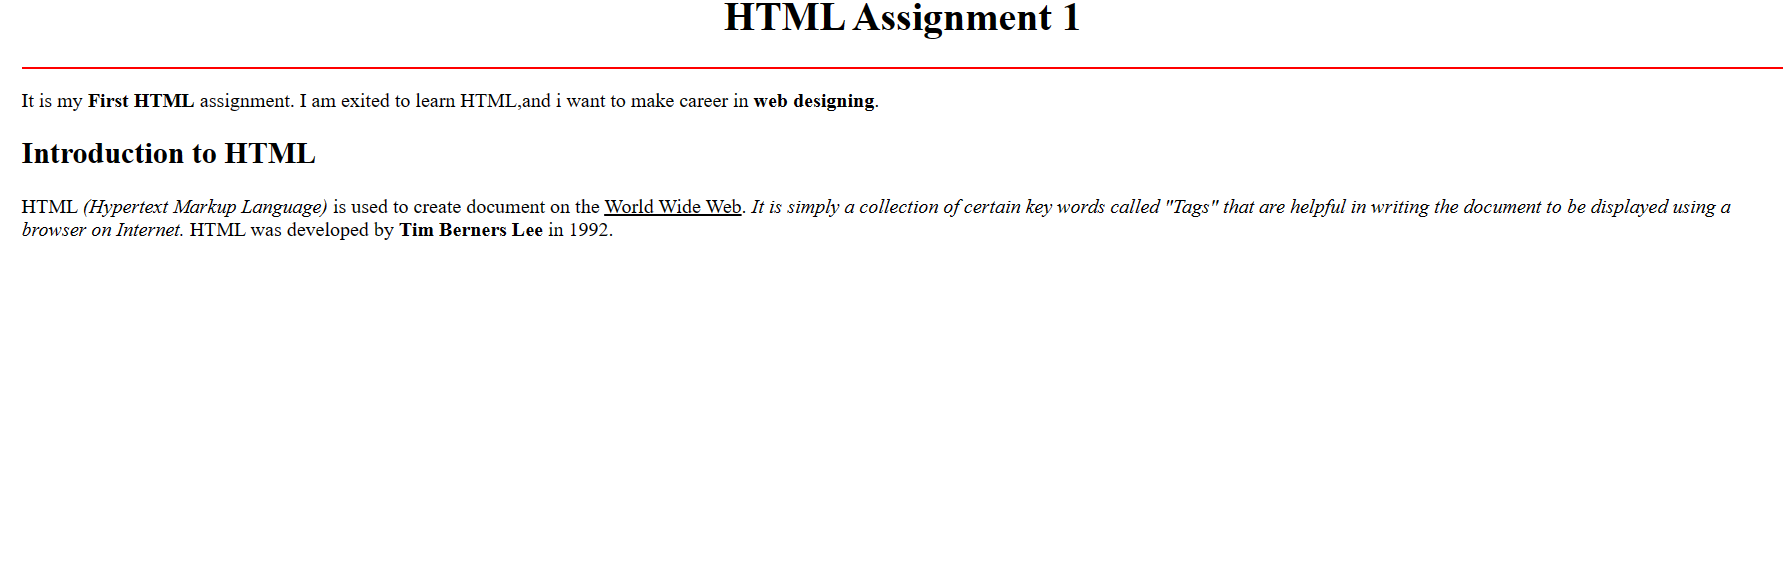 HTML Assignment 1
It is my First HTML assignment. I am exited to learn HTML,and i want to make career in web designing.
Introduction to HTML
HTML (Hypertext Markup Language) is used to create document on the World Wide Web. It is simply a collection of certain key words called "Tags" that are helpful in writing the document to be displayed using a
browser on Internet. HTML was developed by Tim Berners Lee in 1992.